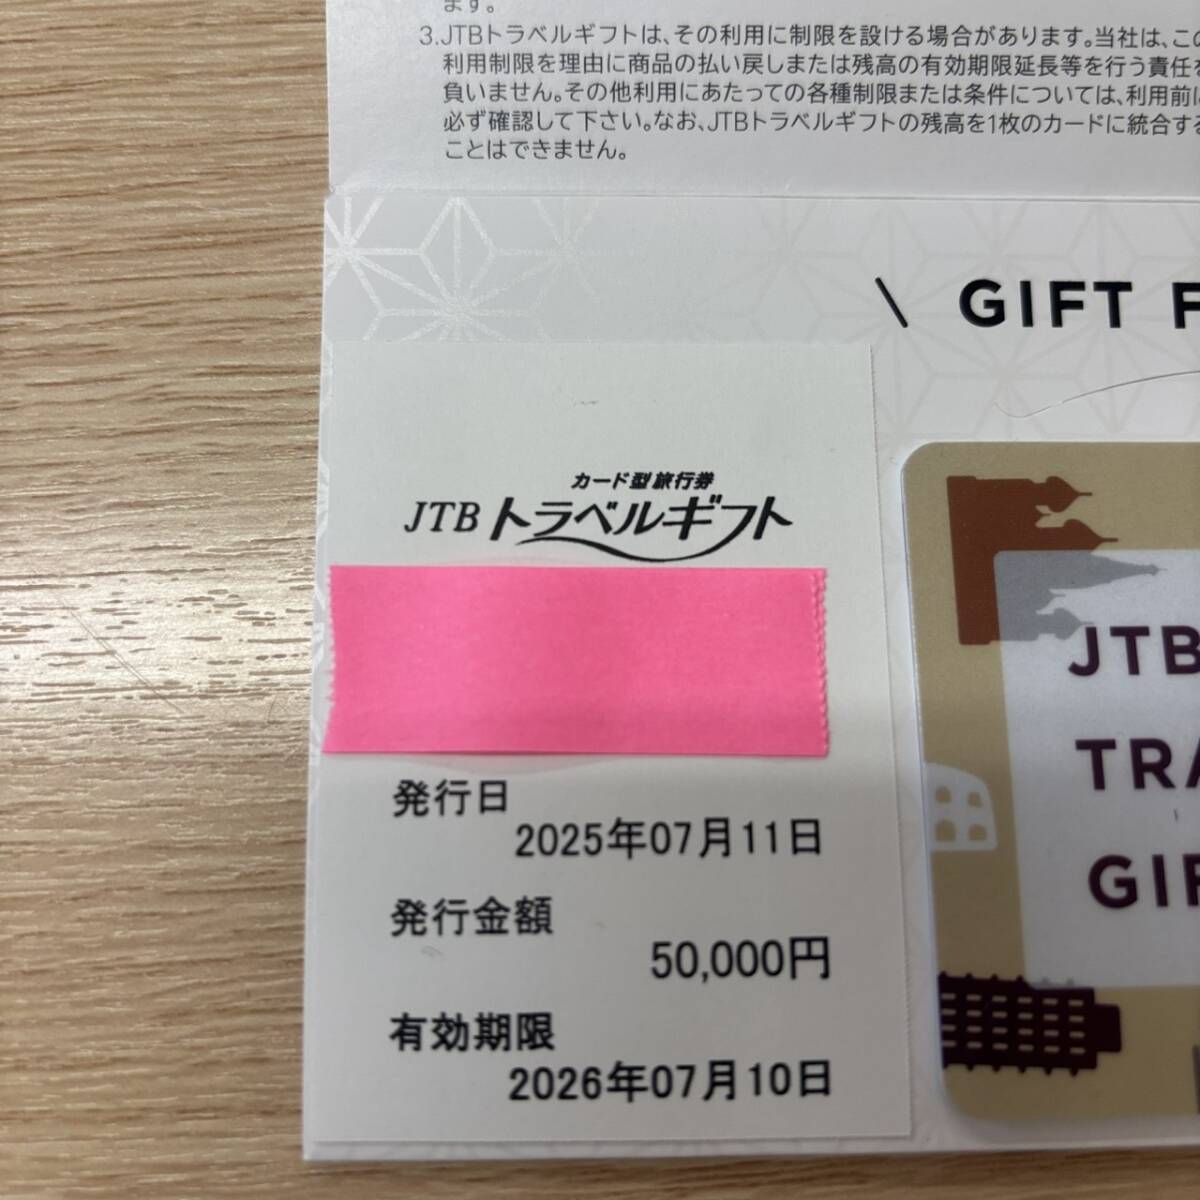 ます。
3.JTBトラベルギフトは、その利用に制限を設ける場合があります。当社は、この
利用制限を理由に商品の払い戻しまたは残高の有効期限延長等を行う責任を
負いません。その他利用にあたっての各種制限または条件については、利用前に
必ず確認して下さい。なお、JTBトラベルギフトの残高を1枚のカードに統合する
ことはできません。
\ GIFT F
カード型旅行券
JTBトラベルギフト
発行日
2025年07月11日
発行金額
50,000円
有効期限
2026年07月10日
JTB
TRA
GIF